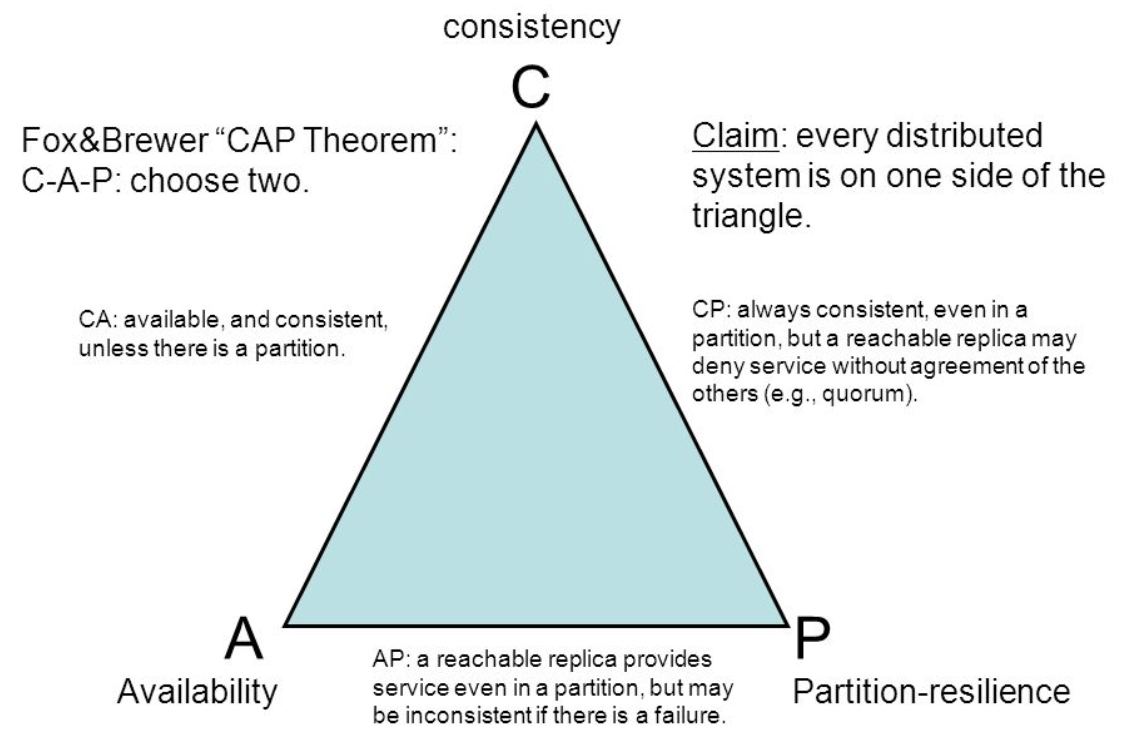 consistency
C
Fox&Brewer “CAP Theorem”:
C-A-P: choose two.
Claim: every distributed
system is on one side of the
triangle.
CA: available, and consistent,
unless there is a partition.
CP: always consistent, even in a
partition, but a reachable replica may
deny service without agreement of the
others (e.g., quorum).
A
Availability
AP: a reachable replica provides
service even in a partition, but may
be inconsistent if there is a failure.
P
Partition-resilience